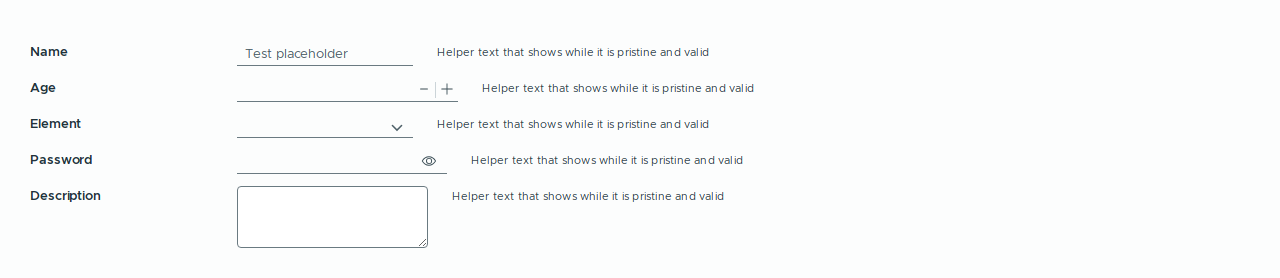 Name Test placeholder Helper text that shows while it is pristine and valid
Age Helper text that shows while it is pristine and valid
Element Helper text that shows while it is pristine and valid
Password Helper text that shows while it is pristine and valid
Description Helper text that shows while it is pristine and valid